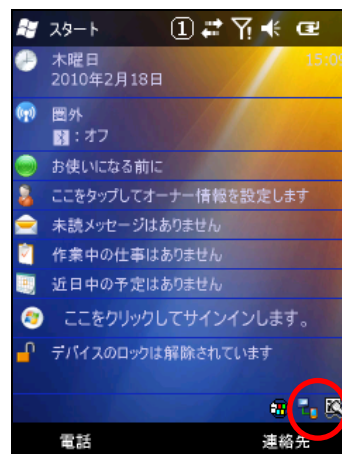 スタート
1
木曜日
15:0
2010年2月18日
圏外
: オフ
お使いになる前に
ここをタップしてオーナー情報を設定します
未読メッセージはありません
作業中の仕事はありません
近日中の予定はありません
ここをクリックしてサインインします。
デバイスのロックは解除されています
電話
連絡先